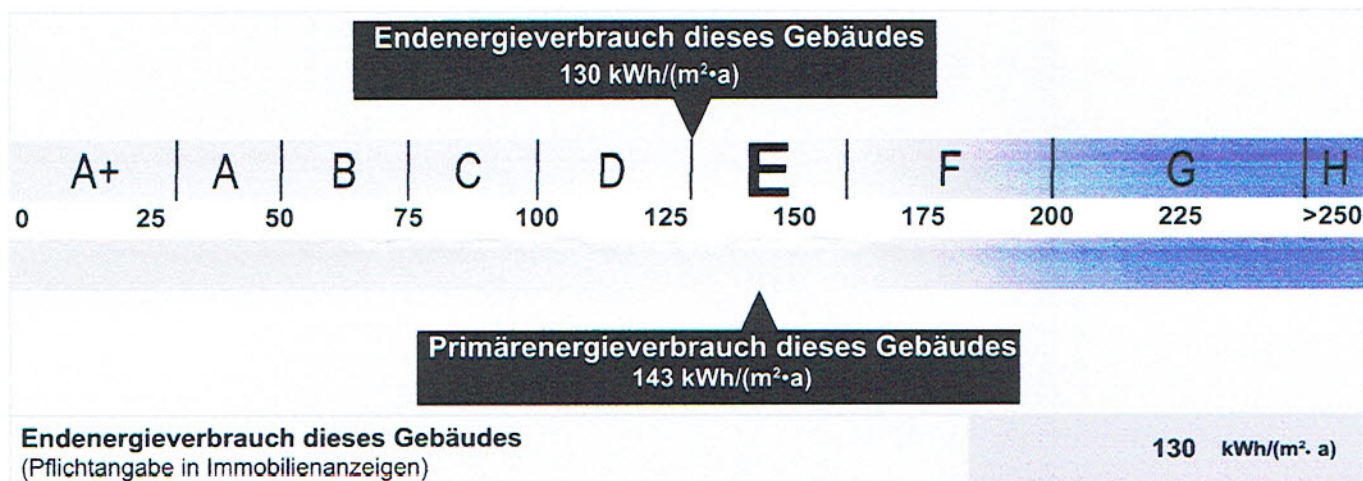 Endenergieverbrauch dieses Gebäudes
130 kWh/(m²•a)
A+ A B C D E F G H
0 25 50 75 100 125 150 175 200 225 >250
Primärenergieverbrauch dieses Gebäudes
143 kWh/(m²•a)
Endenergieverbrauch dieses Gebäudes
(Pflichtangabe in Immobilienanzeigen)
130 kWh/(m²· a)